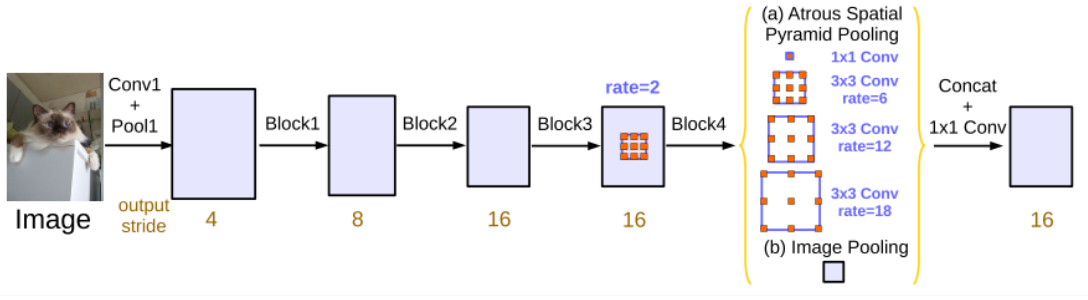 (a) Atrous Spatial
Pyramid Pooling
1x1 Conv
3x3 Conv
rate=6
3x3 Conv
rate=12
3x3 Conv
rate=18
(b) Image Pooling
Conv1
+
Pool1
Block1
Block2
Block3
rate=2
Block4
Concat
+
1x1 Conv
Image
output
stride
4
8
16
16
16